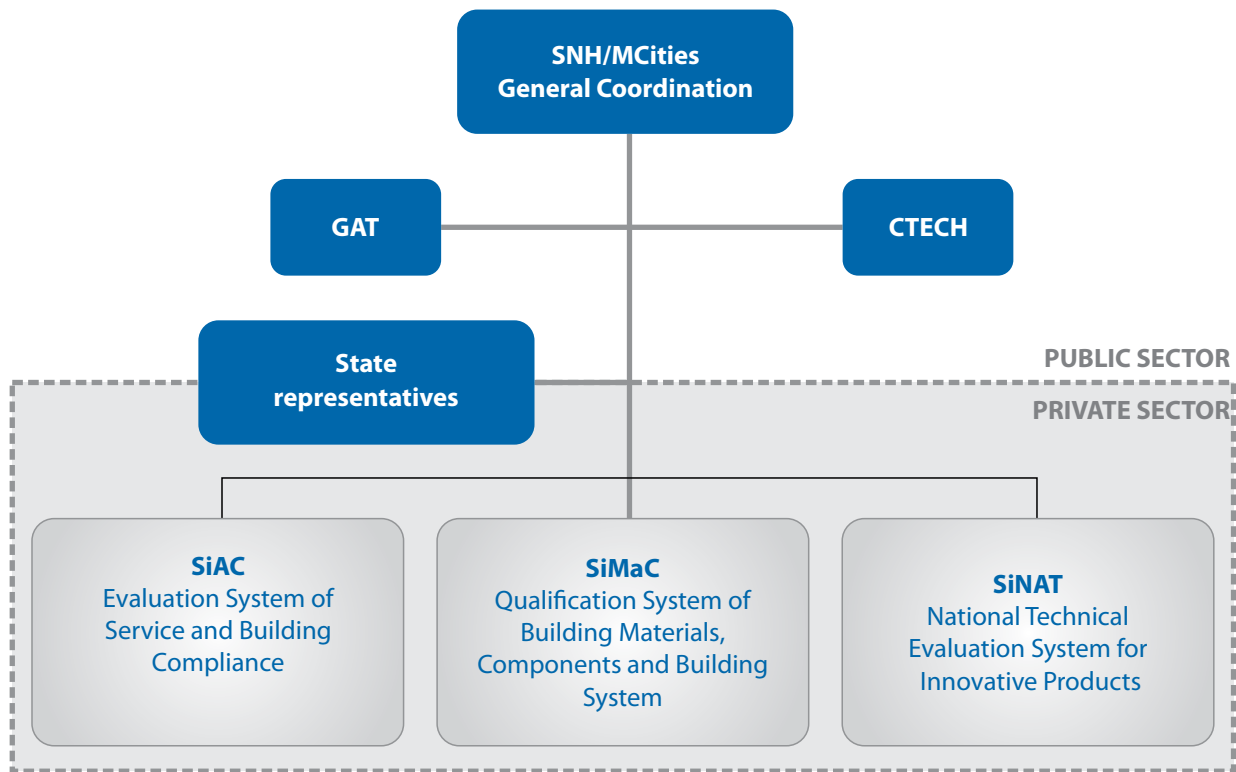 SNH/MCities
General Coordination
GAT
CTECH
State
representatives
PUBLIC SECTOR
PRIVATE SECTOR
SiAC
Evaluation System of
Service and Building
Compliance
SiMaC
Qualification System of
Building Materials,
Components and Building
System
SiNAT
National Technical
Evaluation System for
Innovative Products